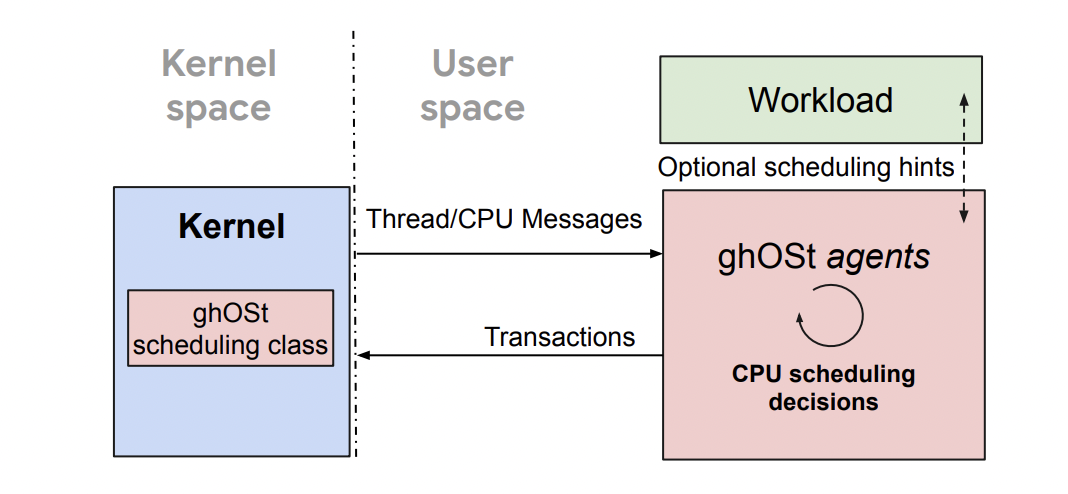 Kernel
space
User
space
Workload
Optional scheduling hints
Kernel
Thread/CPU Messages
ghOSt agents
ghOSt
scheduling class
Transactions
CPU scheduling
decisions